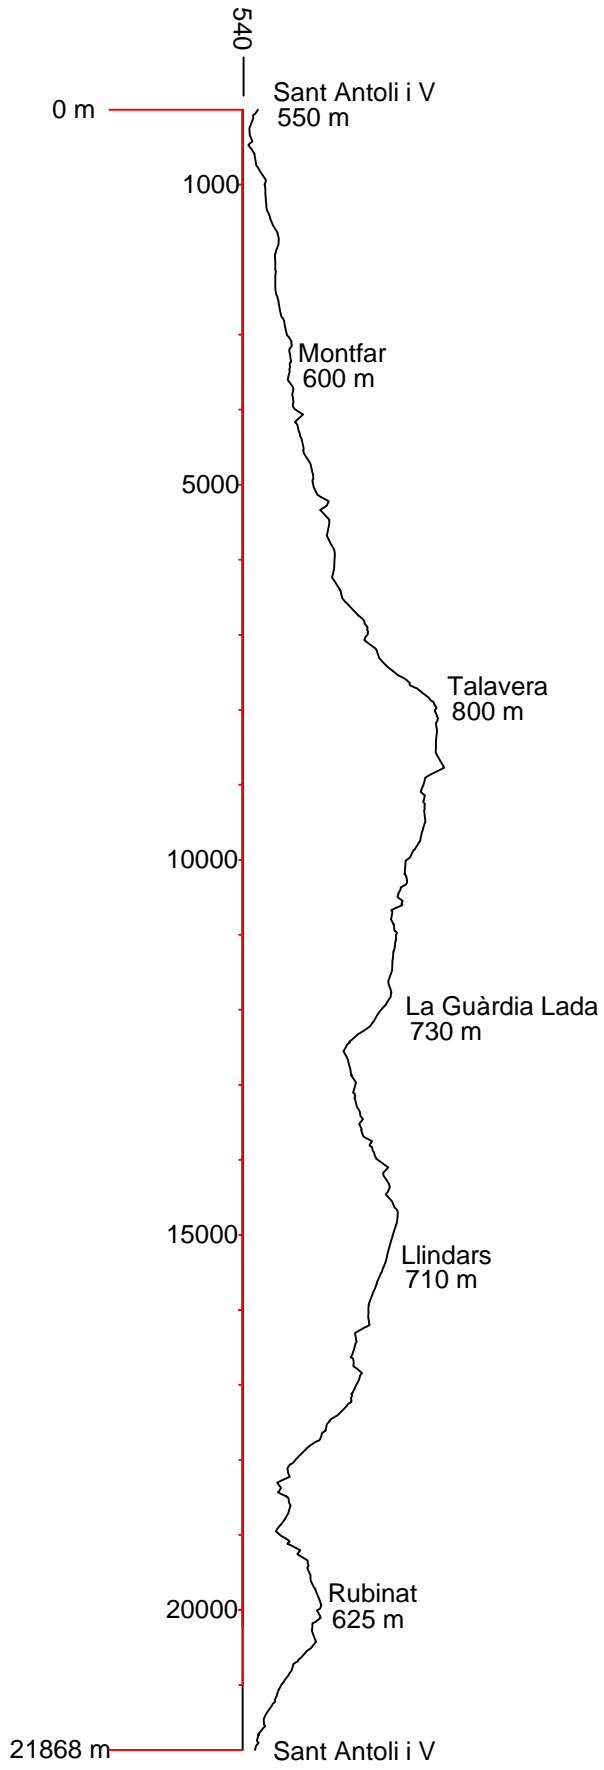 540
Sant Antoli i V
550 m
0 m
1000
Montfar
600 m
5000
Talavera
800 m
10000
La Guàrdia Lada
730 m
15000
Llindars
710 m
Rubinat
625 m
20000
21868 m
Sant Antoli i V